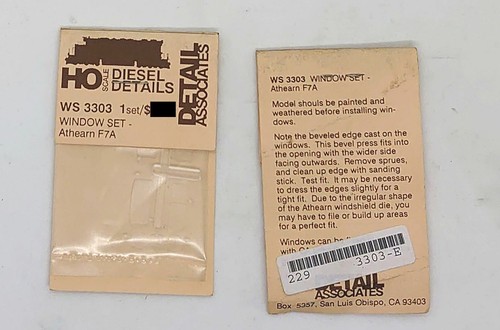 HO
SCALE
DIESEL
DETAILS
DETAIL
ASSOCIATES
WS 3303 1set/$
WINDOW SET -
Athearn F7A
WS 3303 WINDOW SET -
Athearn F7A
Model shouls be painted and
weathered before installing win-
dows.
Note the beveled edge cast on the
windows. This bevel press fits into
the opening with the wider side
facing outwards. Remove sprues,
and clean up edge with sanding
stick. Test fit. It may be necessary
to dress the edges slightly for a
tight fit. Due to the irregular shape
of the Athearn windshield die, you
may have to file or build up areas
for a perfect fit.
Windows can be
with
229 3303-E
DETAIL
ASSOCIATES
Box 5357, San Luis Obispo, CA 93403